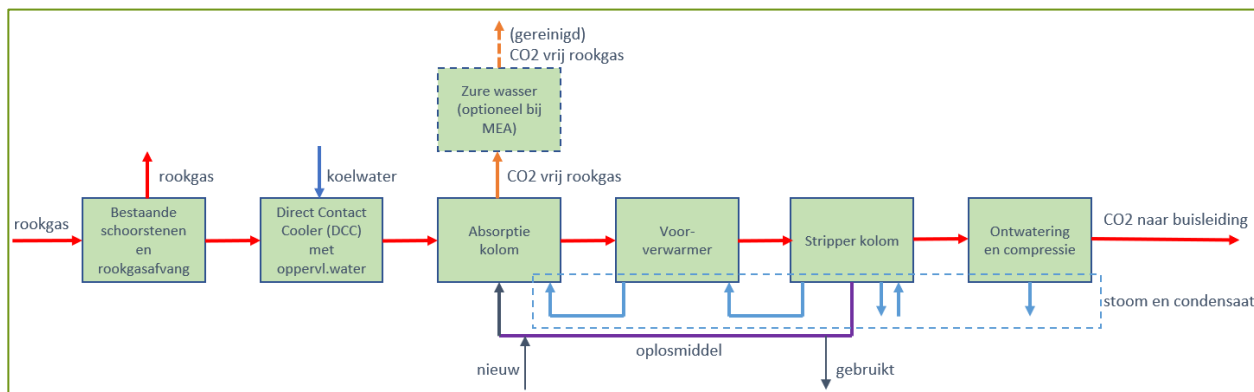 (gereinigd)
CO2 vrij rookgas
Zure wasser
(optioneel bij
MEA)
rookgas
koelwater
CO2 vrij rookgas
rookgas
Bestaande
schoorstenen
en
rookgasafvang
Direct Contact
Cooler (DCC)
met
oppervl.water
Absorptie
kolom
Voor-
verwarmer
Stripper kolom
Ontwatering
en compressie
CO2 naar buisleiding
stoom en condensaat
oplosmiddel
nieuw
gebruikt